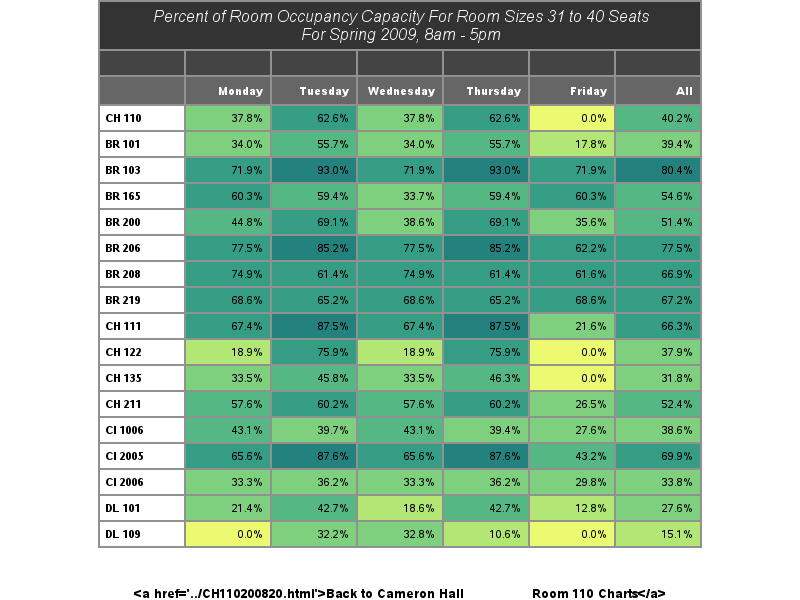 Percent of Room Occupancy Capacity For Room Sizes 31 to 40 Seats
For Spring 2009, 8am - 5pm
Monday Tuesday Wednesday Thursday Friday All
CH 110 37.8% 62.6% 37.8% 62.6% 0.0% 40.2%
BR 101 34.0% 55.7% 34.0% 55.7% 17.8% 39.4%
BR 103 71.9% 93.0% 71.9% 93.0% 71.9% 80.4%
BR 165 60.3% 59.4% 33.7% 59.4% 60.3% 54.6%
BR 200 44.8% 69.1% 38.6% 69.1% 35.6% 51.4%
BR 206 77.5% 85.2% 77.5% 85.2% 62.2% 77.5%
BR 208 74.9% 61.4% 74.9% 61.4% 61.6% 66.9%
BR 219 68.6% 65.2% 68.6% 65.2% 68.6% 67.2%
CH 111 67.4% 87.5% 67.4% 87.5% 21.6% 66.3%
CH 122 18.9% 75.9% 18.9% 75.9% 0.0% 37.9%
CH 135 33.5% 45.8% 33.5% 46.3% 0.0% 31.8%
CH 211 57.6% 60.2% 57.6% 60.2% 26.5% 52.4%
CI 1006 43.1% 39.7% 43.1% 39.4% 27.6% 38.6%
CI 2005 65.6% 87.6% 65.6% 87.6% 43.2% 69.9%
CI 2006 33.3% 36.2% 33.3% 36.2% 29.8% 33.8%
DL 101 21.4% 42.7% 18.6% 42.7% 12.8% 27.6%
DL 109 0.0% 32.2% 32.8% 10.6% 0.0% 15.1%
<a href='../CH110200820.html'>Back to Cameron Hall Room 110 Charts</a>